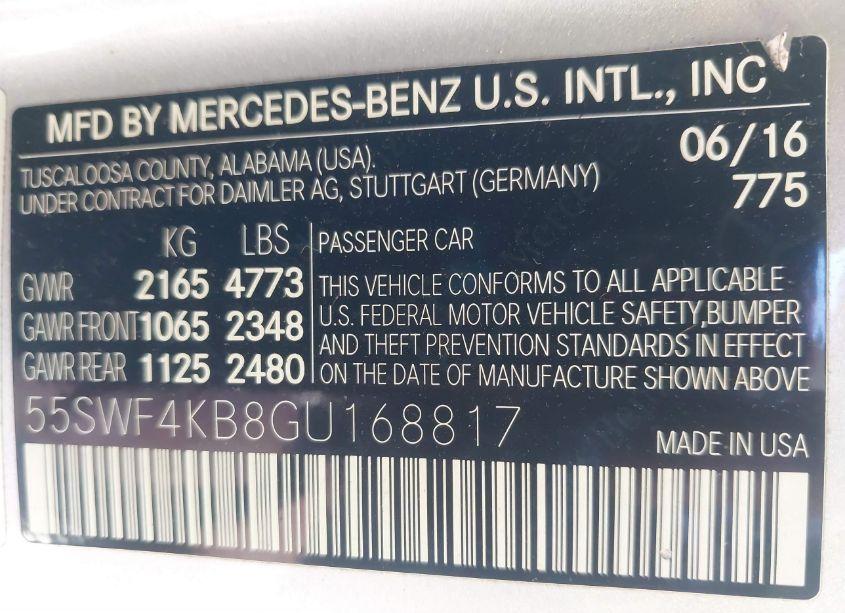 MFD BY MERCEDES-BENZ U.S. INTL., INC
TUSCALOOSA COUNTY, ALABAMA (USA).
UNDER CONTRACT FOR DAIMLER AG, STUTTGART (GERMANY)
06/16
775
KG LBS
GVWR 2165 4773
GAWR FRONT 1065 2348
GAWR REAR 1125 2480
PASSENGER CAR
THIS VEHICLE CONFORMS TO ALL APPLICABLE
U.S. FEDERAL MOTOR VEHICLE SAFETY,BUMPER
AND THEFT PREVENTION STANDARDS IN EFFECT
ON THE DATE OF MANUFACTURE SHOWN ABOVE
55SWF4KB8GU168817
MADE IN USA